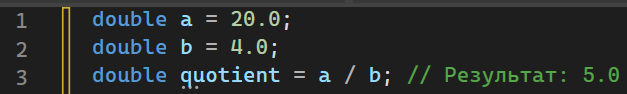 1 double a = 20.0;
2 double b = 4.0;
3 double quotient = a / b; // Результат: 5.0